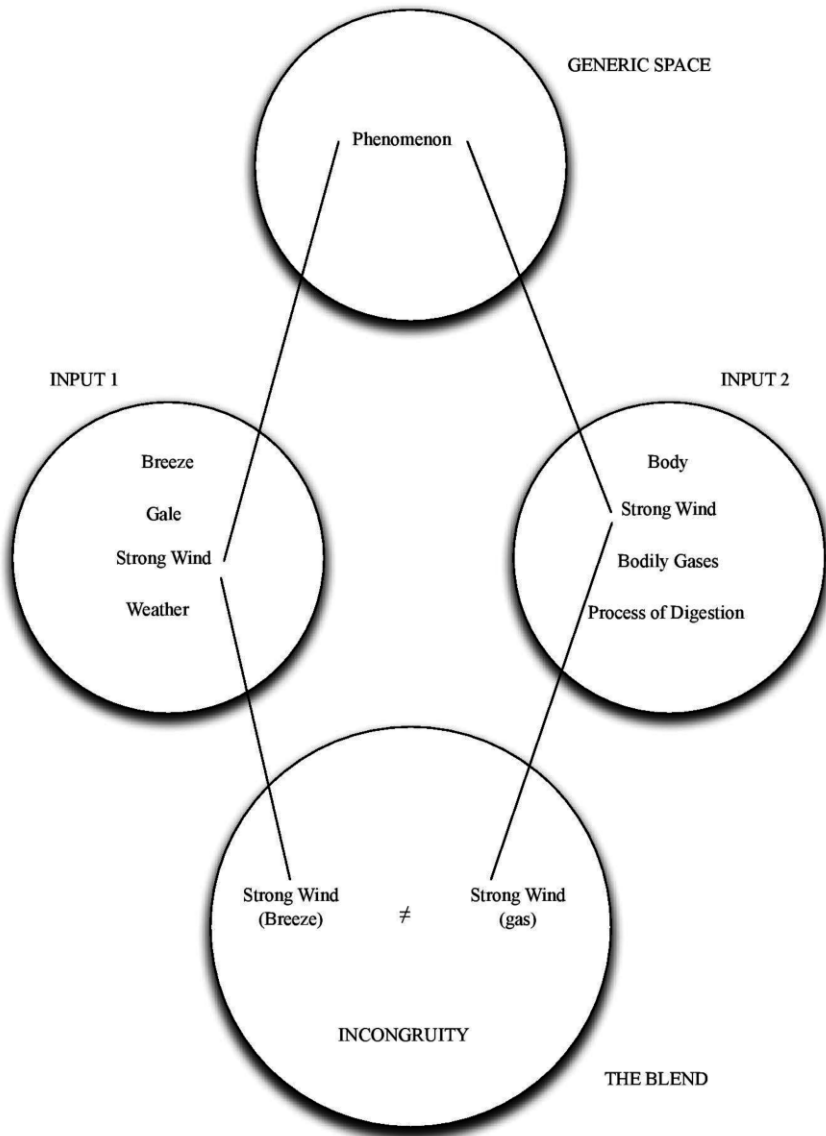 GENERIC SPACE
Phenomenon
INPUT 1
INPUT 2
Breeze
Gale
Strong Wind
Weather
Body
Strong Wind
Bodily Gases
Process of Digestion
Strong Wind
(Breeze)
≠
Strong Wind
(gas)
INCONGRUITY
THE BLEND